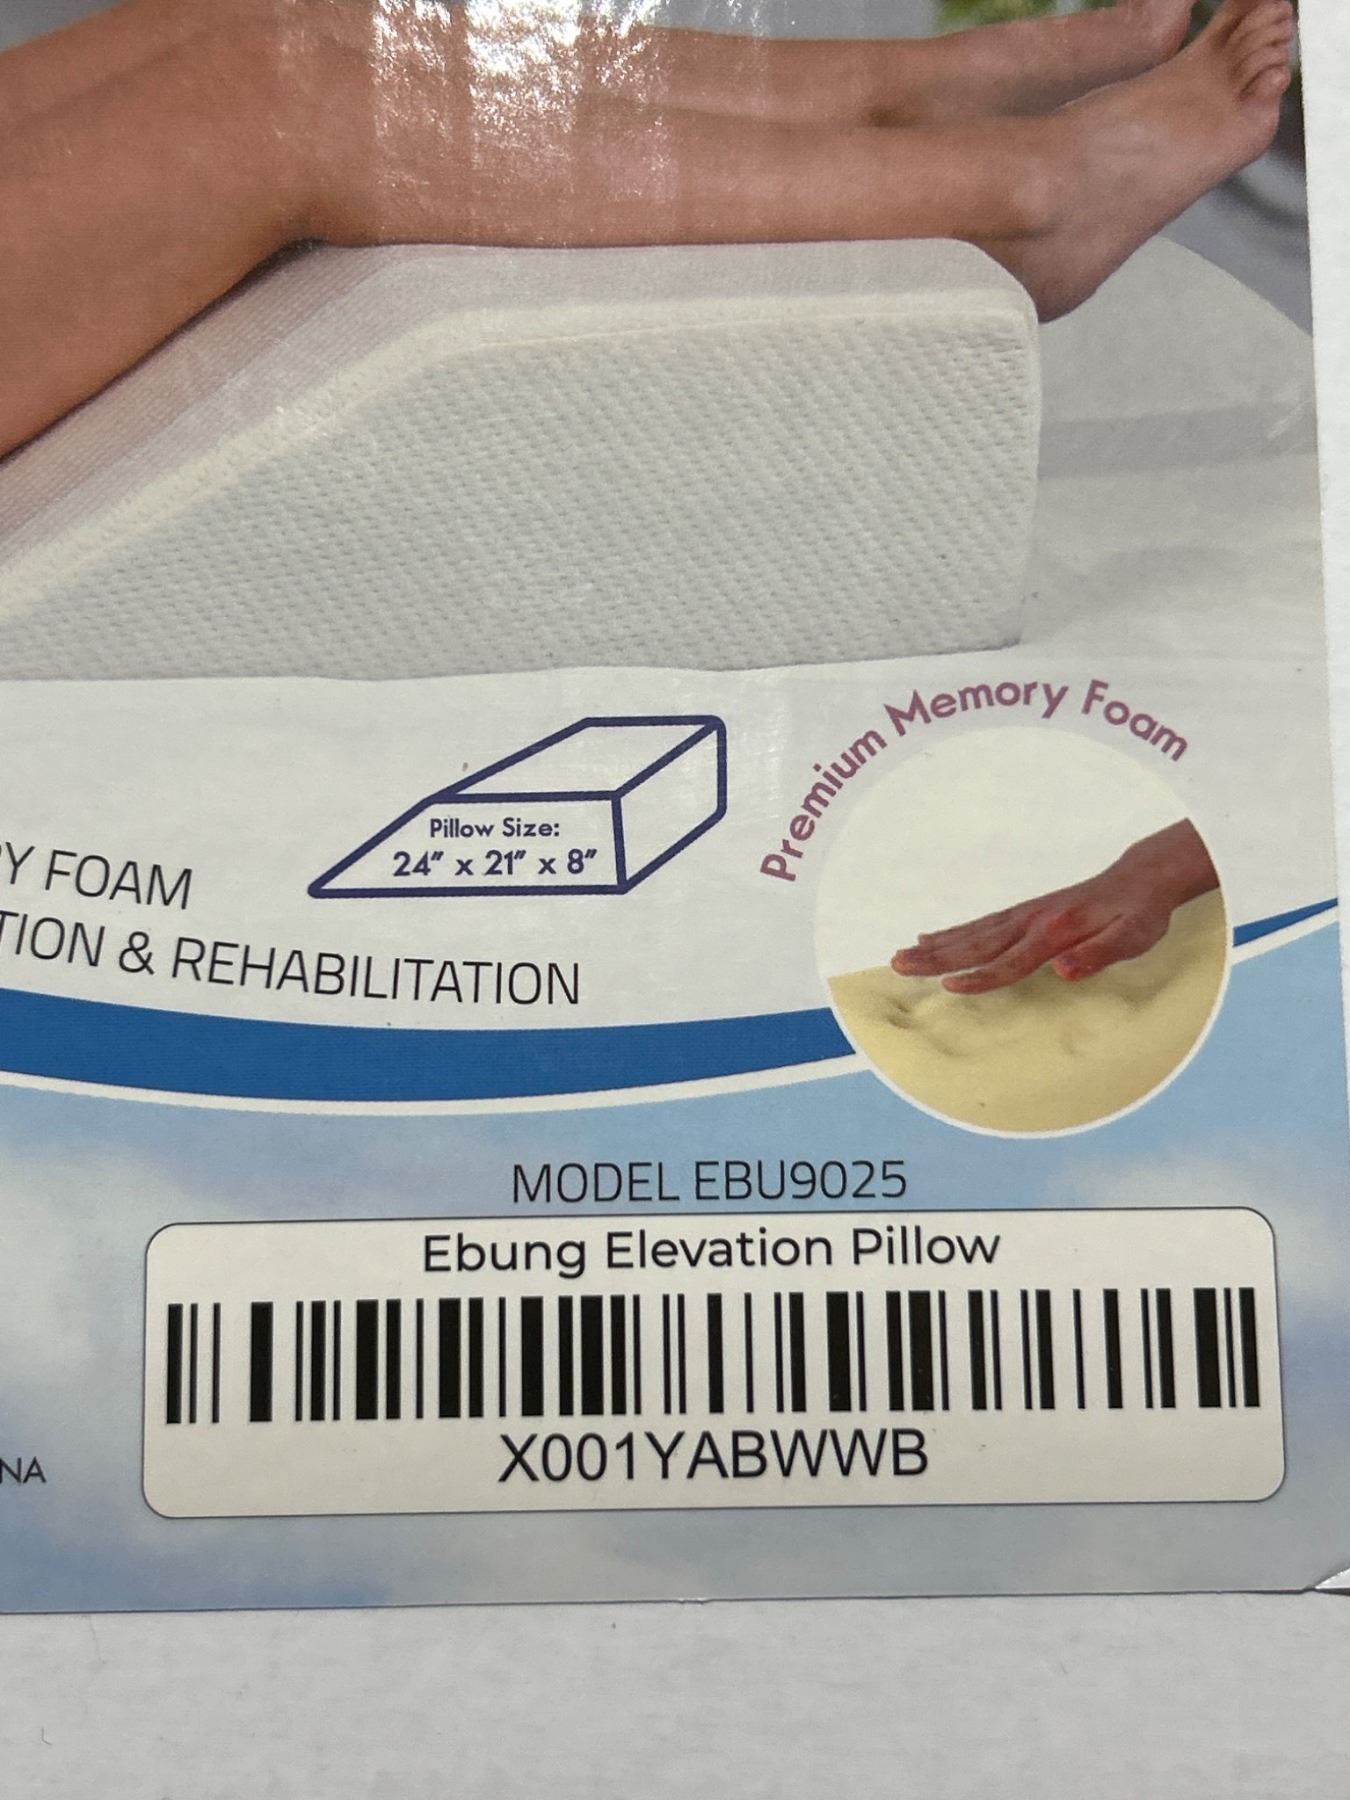 Premium Memory Foam
Pillow Size:
24" x 21" x 8"
Y FOAM
TION & REHABILITATION
MODEL EBU9025
Ebung Elevation Pillow
X001YABWWB
NA